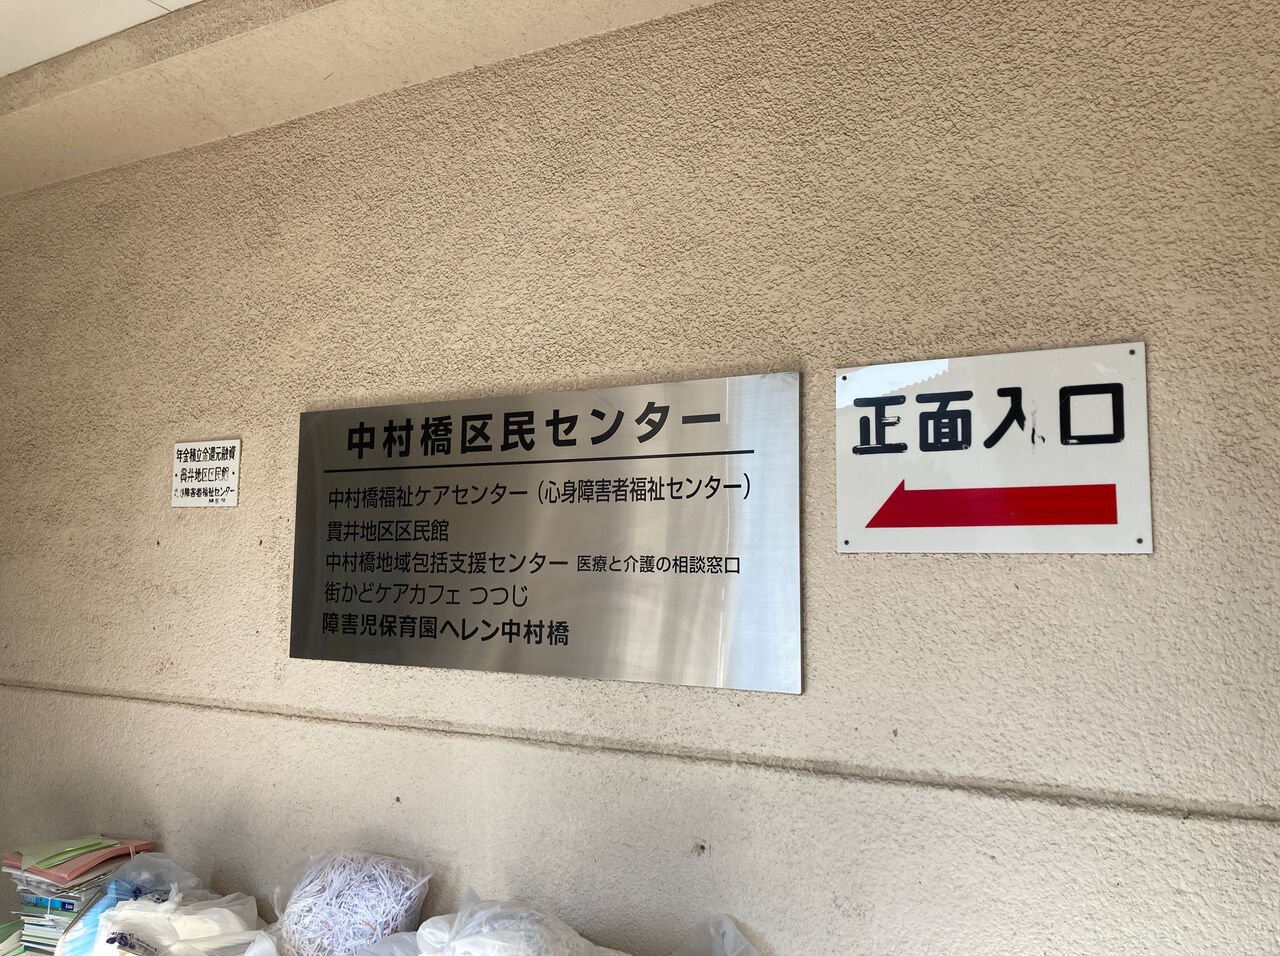 年金積立金還元融資
貫井地区区民館
心身障害者福祉センター
中村橋区民センター
中村橋福祉ケアセンター（心身障害者福祉センター）
貫井地区区民館
中村橋地域包括支援センター 医療と介護の相談窓口
街かどケアカフェ つつじ
障害児保育園ヘレン中村橋
正面入口